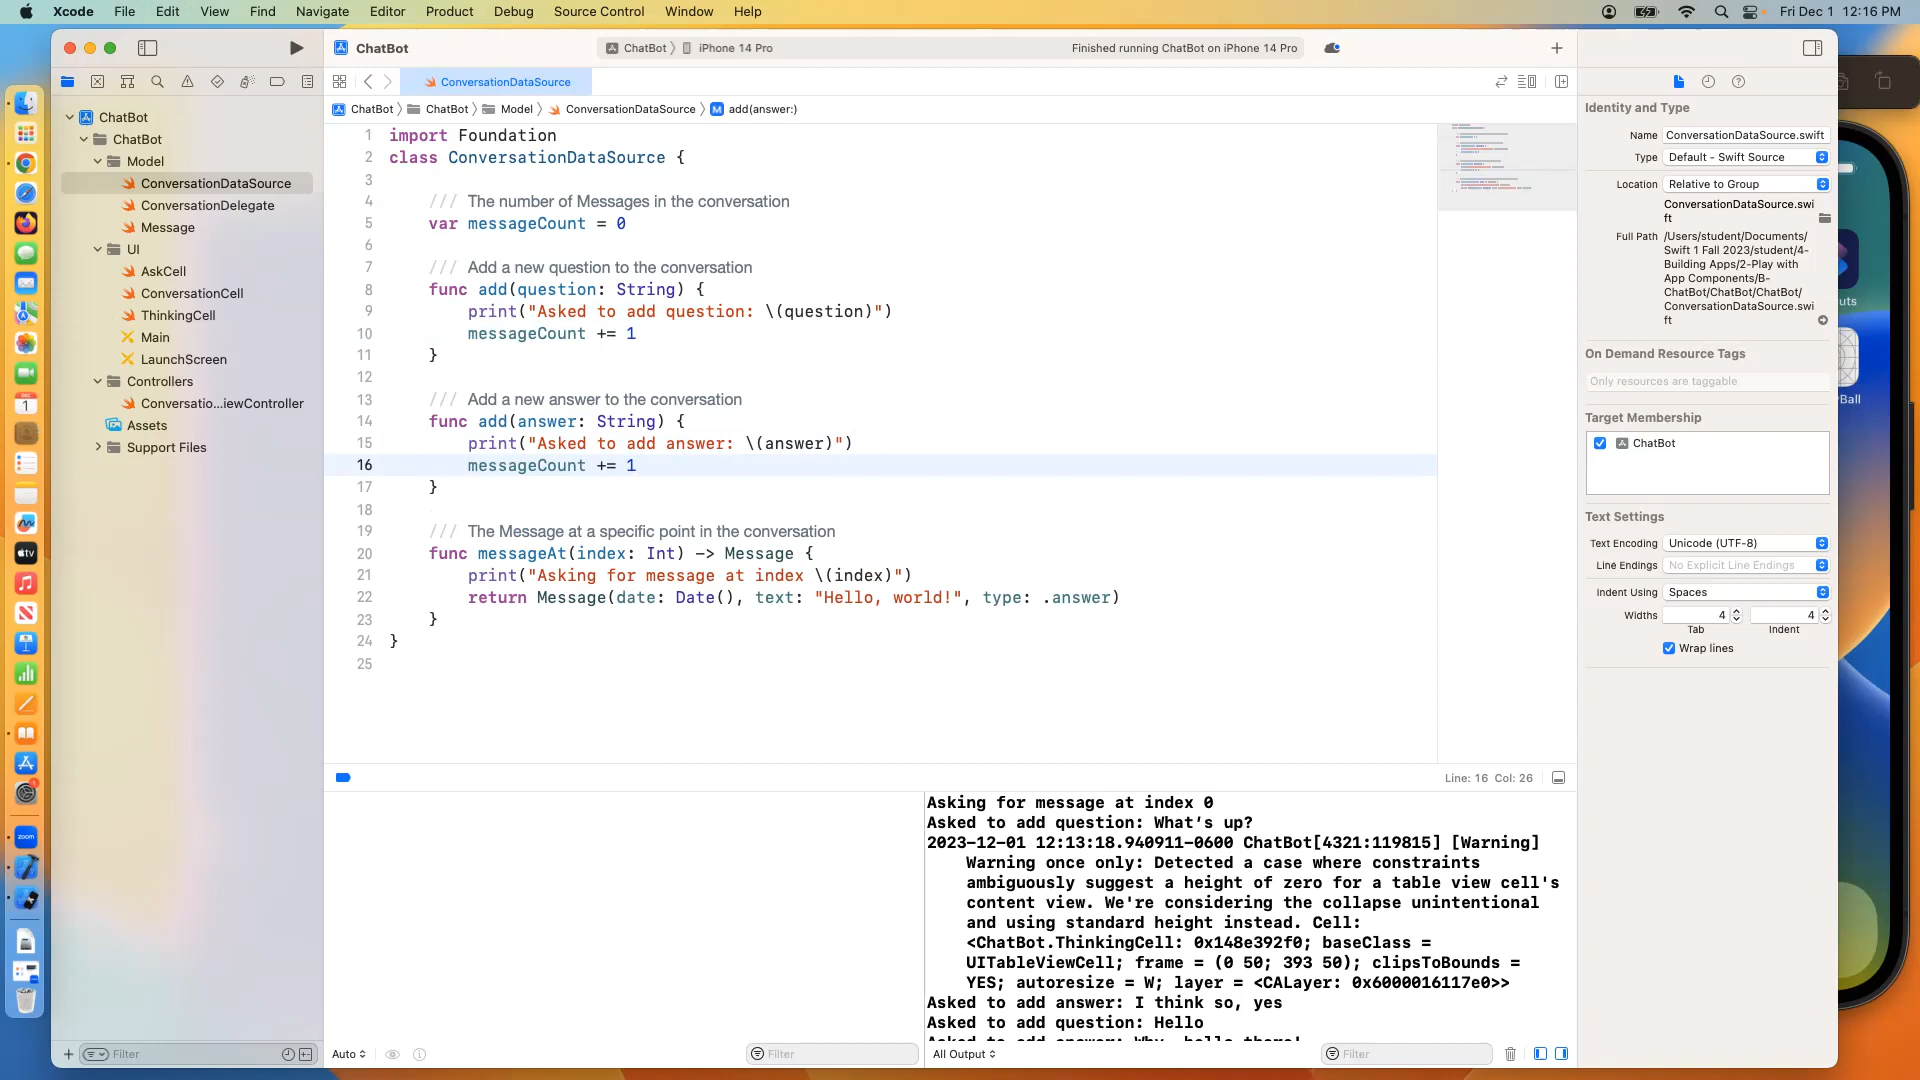 Xcode File Edit View Find Navigate Editor Product Debug Source Control Window Help
Fri Dec 1 12:16 PM
ChatBot
ChatBot 〉 iPhone 14 Pro
Finished running ChatBot on iPhone 14 Pro
ConversationDataSource
ChatBot 〉 ChatBot 〉 Model 〉 ConversationDataSource 〉 M add(answer:)
ChatBot
ChatBot
Model
ConversationDataSource
ConversationDelegate
Message
UI
AskCell
ConversationCell
ThinkingCell
Main
LaunchScreen
Controllers
Conversatio...iewController
Assets
Support Files
Filter
1 import Foundation
2 class ConversationDataSource {
3
4 /// The number of Messages in the conversation
5 var messageCount = 0
6
7 /// Add a new question to the conversation
8 func add(question: String) {
9 print("Asked to add question: \(question)")
10 messageCount += 1
11 }
12
13 /// Add a new answer to the conversation
14 func add(answer: String) {
15 print("Asked to add answer: \(answer)")
16 messageCount += 1
17 }
18
19 /// The Message at a specific point in the conversation
20 func messageAt(index: Int) -> Message {
21 print("Asking for message at index \(index)")
22 return Message(date: Date(), text: "Hello, world!", type: .answer)
23 }
24 }
25
Line: 16 Col: 26
Asking for message at index 0
Asked to add question: What’s up?
2023-12-01 12:13:18.940911-0600 ChatBot[4321:119815] [Warning]
Warning once only: Detected a case where constraints
ambiguously suggest a height of zero for a table view cell's
content view. We're considering the collapse unintentional
and using standard height instead. Cell:
<ChatBot.ThinkingCell: 0x148e392f0; baseClass =
UITableViewCell; frame = (0 50; 393 50); clipsToBounds =
YES; autoresize = W; layer = <CALayer: 0x6000016117e0>>
Asked to add answer: I think so, yes
Asked to add question: Hello
Asked to add answer: Why, hello there!
Auto
Filter
All Output
Filter
Identity and Type
Name ConversationDataSource.swift
Type Default - Swift Source
Location Relative to Group
ConversationDataSource.swi
ft
Full Path /Users/student/Documents/
Swift 1 Fall 2023/student/4-
Building Apps/2-Play with
App Components/B-
ChatBot/ChatBot/ChatBot/
ConversationDataSource.swi
ft
On Demand Resource Tags
Only resources are taggable
Target Membership
ChatBot
Text Settings
Text Encoding Unicode (UTF-8)
Line Endings No Explicit Line Endings
Indent Using Spaces
Widths 4 4
Tab Indent
Wrap lines
uts
Ball
tv
zoom